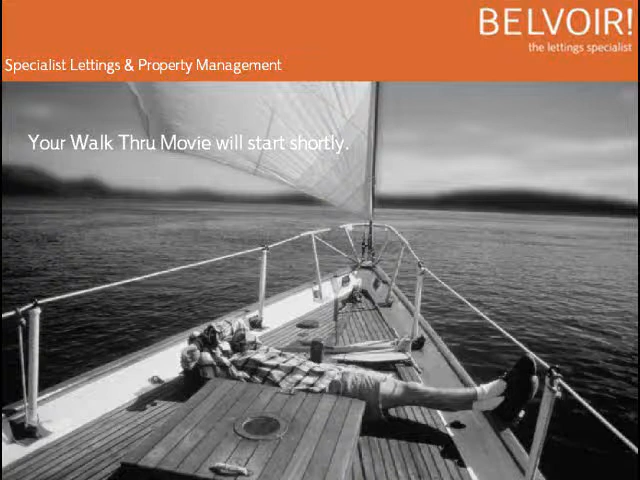 BELVOIR!
the lettings specialist
Specialist Lettings & Property Management
Your Walk Thru Movie will start shortly.